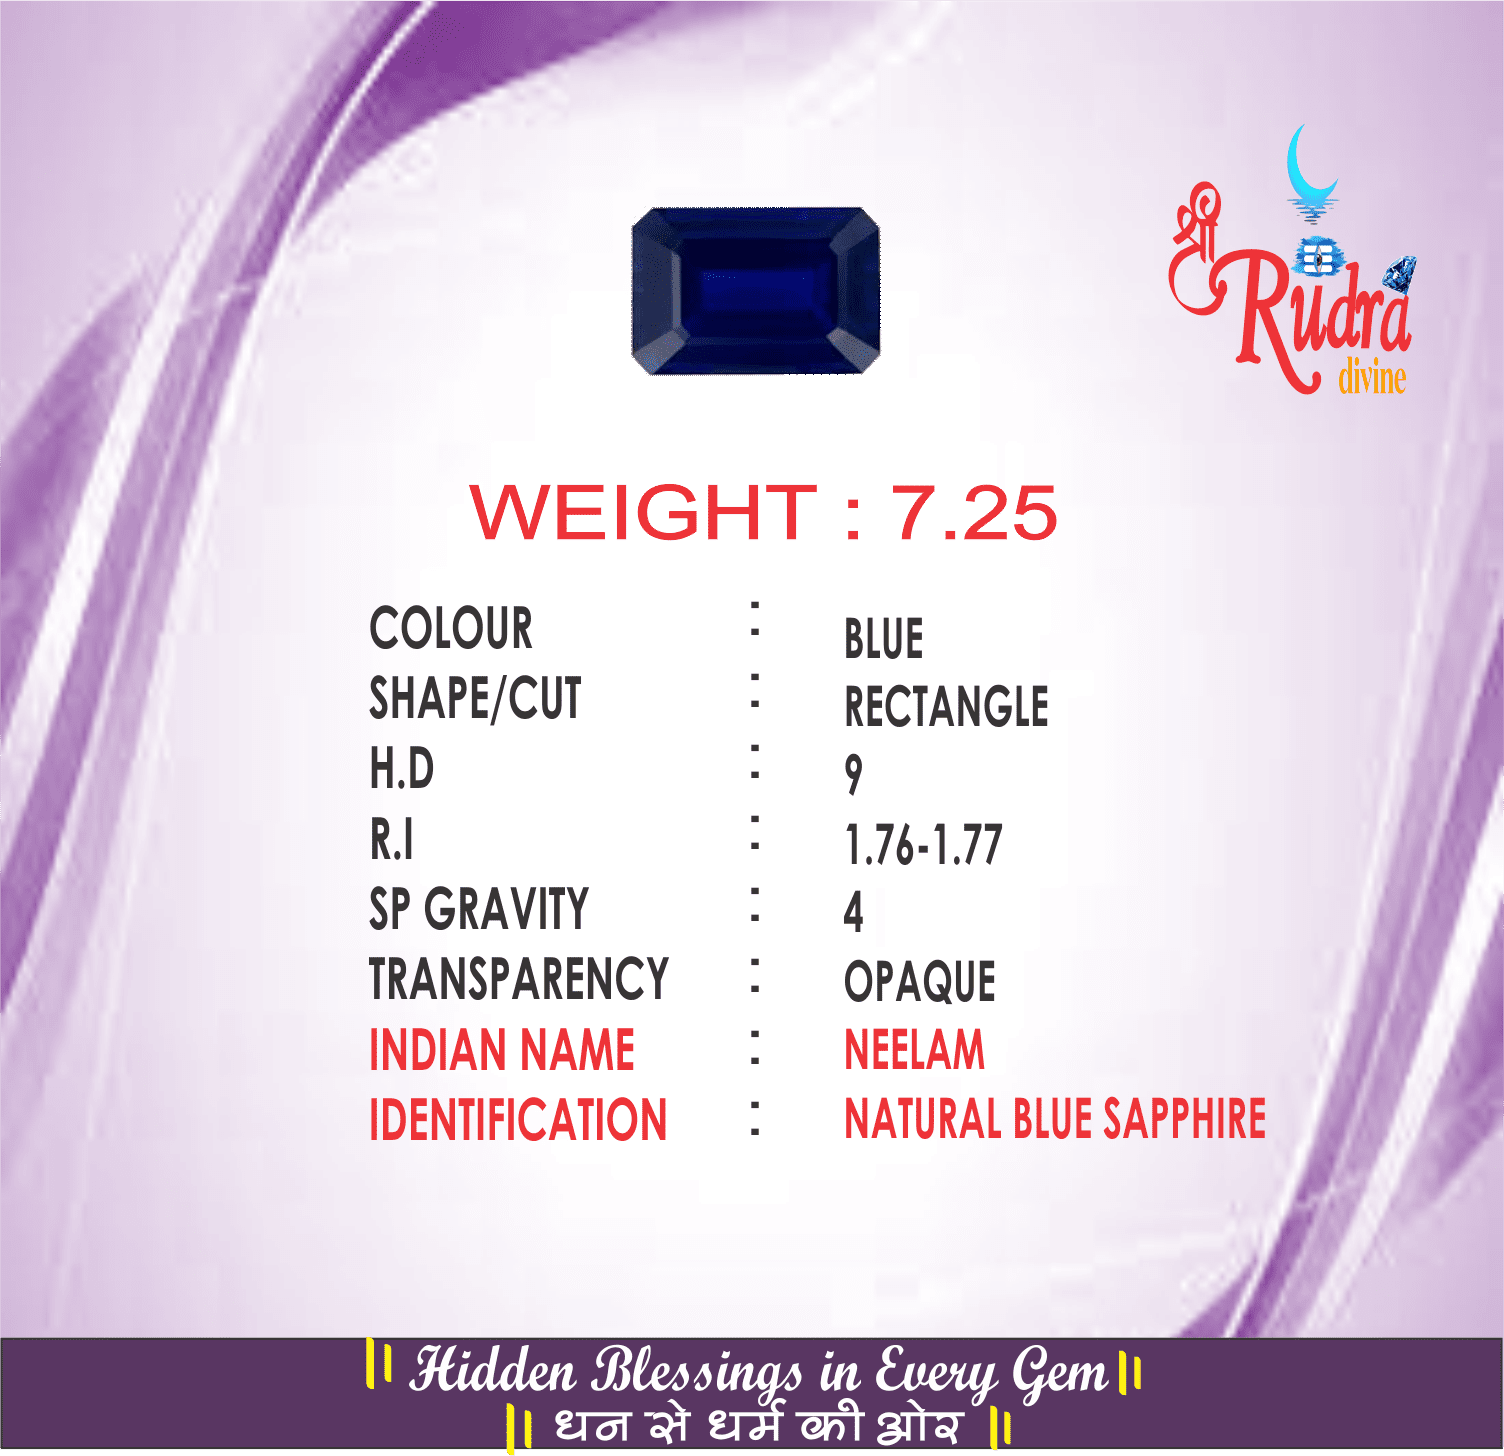 श्री
Rudra
divine
WEIGHT : 7.25
COLOUR : BLUE
SHAPE/CUT : RECTANGLE
H.D : 9
R.I : 1.76-1.77
SP GRAVITY : 4
TRANSPARENCY : OPAQUE
INDIAN NAME : NEELAM
IDENTIFICATION : NATURAL BLUE SAPPHIRE
|| Hidden Blessings in Every Gem ||
|| धन से धर्म की ओर ||